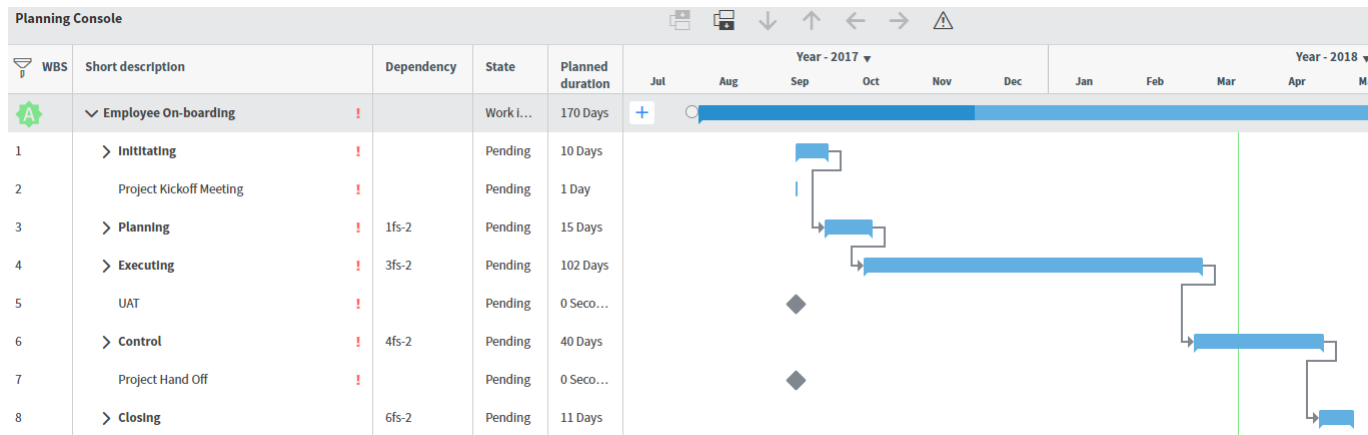 Planning Console
WBS Short description Dependency State Planned duration Year - 2017 Year - 2018
Jul Aug Sep Oct Nov Dec Jan Feb Mar Apr M
A Employee On-boarding ! Work i... 170 Days +
1 Inititating ! Pending 10 Days
2 Project Kickoff Meeting ! Pending 1 Day
3 Planning ! 1fs-2 Pending 15 Days
4 Executing ! 3fs-2 Pending 102 Days
5 UAT ! Pending 0 Seco...
6 Control ! 4fs-2 Pending 40 Days
7 Project Hand Off ! Pending 0 Seco...
8 Closing 6fs-2 Pending 11 Days